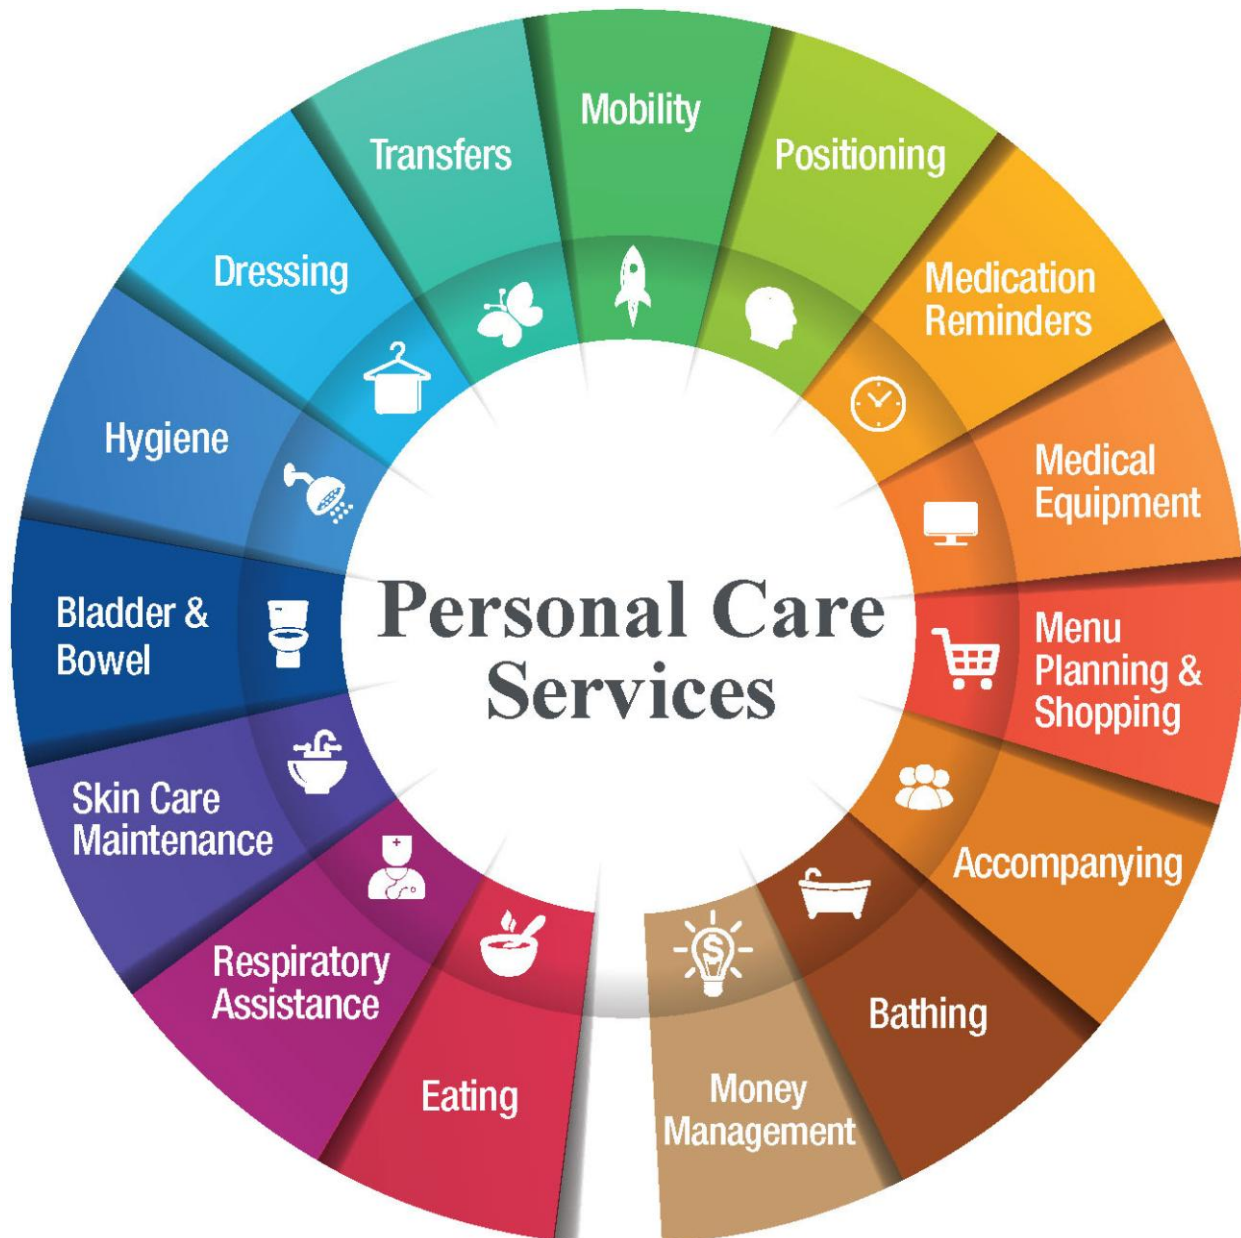 Personal Care
Services
Mobility
Positioning
Medication
Reminders
Medical
Equipment
Menu
Planning &
Shopping
Accompanying
Bathing
Money
Management
Eating
Respiratory
Assistance
Skin Care
Maintenance
Bladder &
Bowel
Hygiene
Dressing
Transfers
$